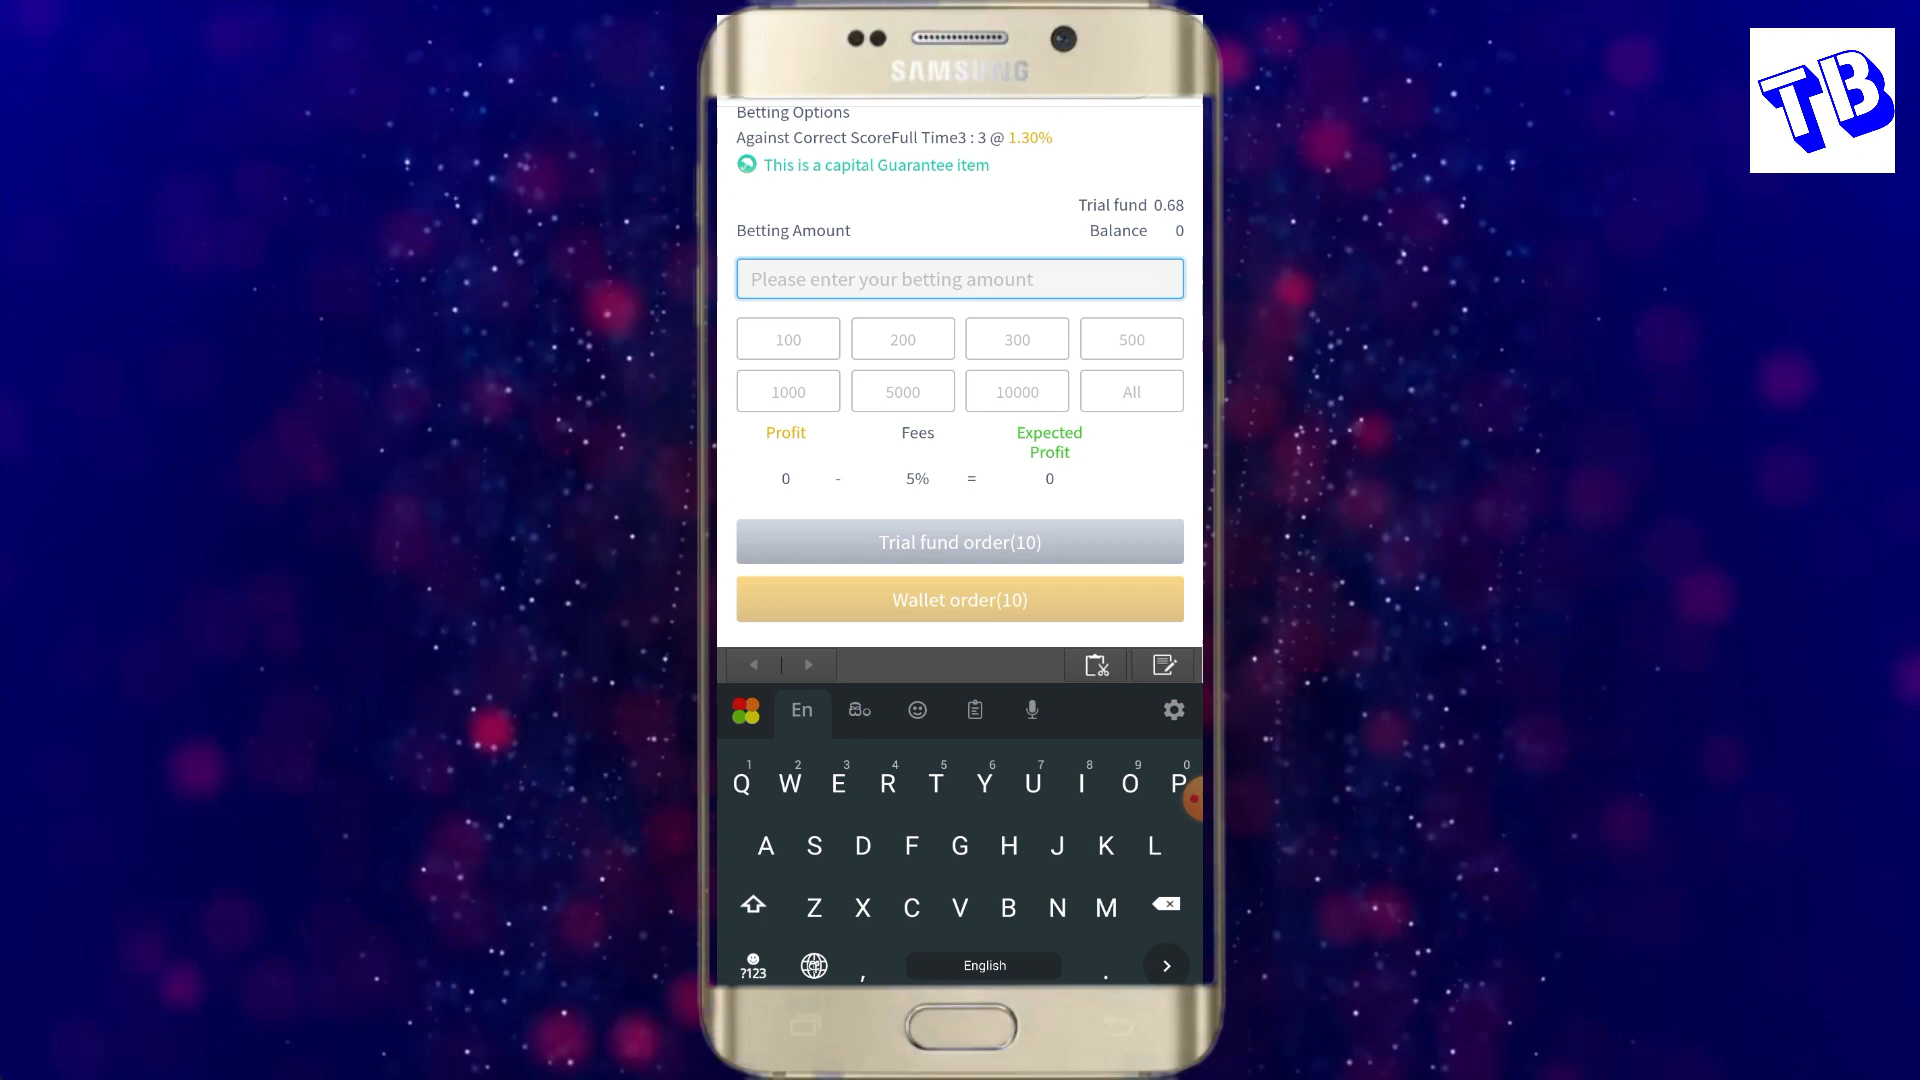 SAMSUNG
TB
Betting Options
Against Correct ScoreFull Time3 : 3 @ 1.30%
This is a capital Guarantee item
Trial fund 0.68
Betting Amount Balance 0
Please enter your betting amount
100 200 300 500
1000 5000 10000 All
Profit Fees Expected Profit
0 - 5% = 0
Trial fund order(10)
Wallet order(10)
En සිං
1 2 3 4 5 6 7 8 9 0
Q W E R T Y U I O P
A S D F G H J K L
Z X C V B N M
?123 , English .